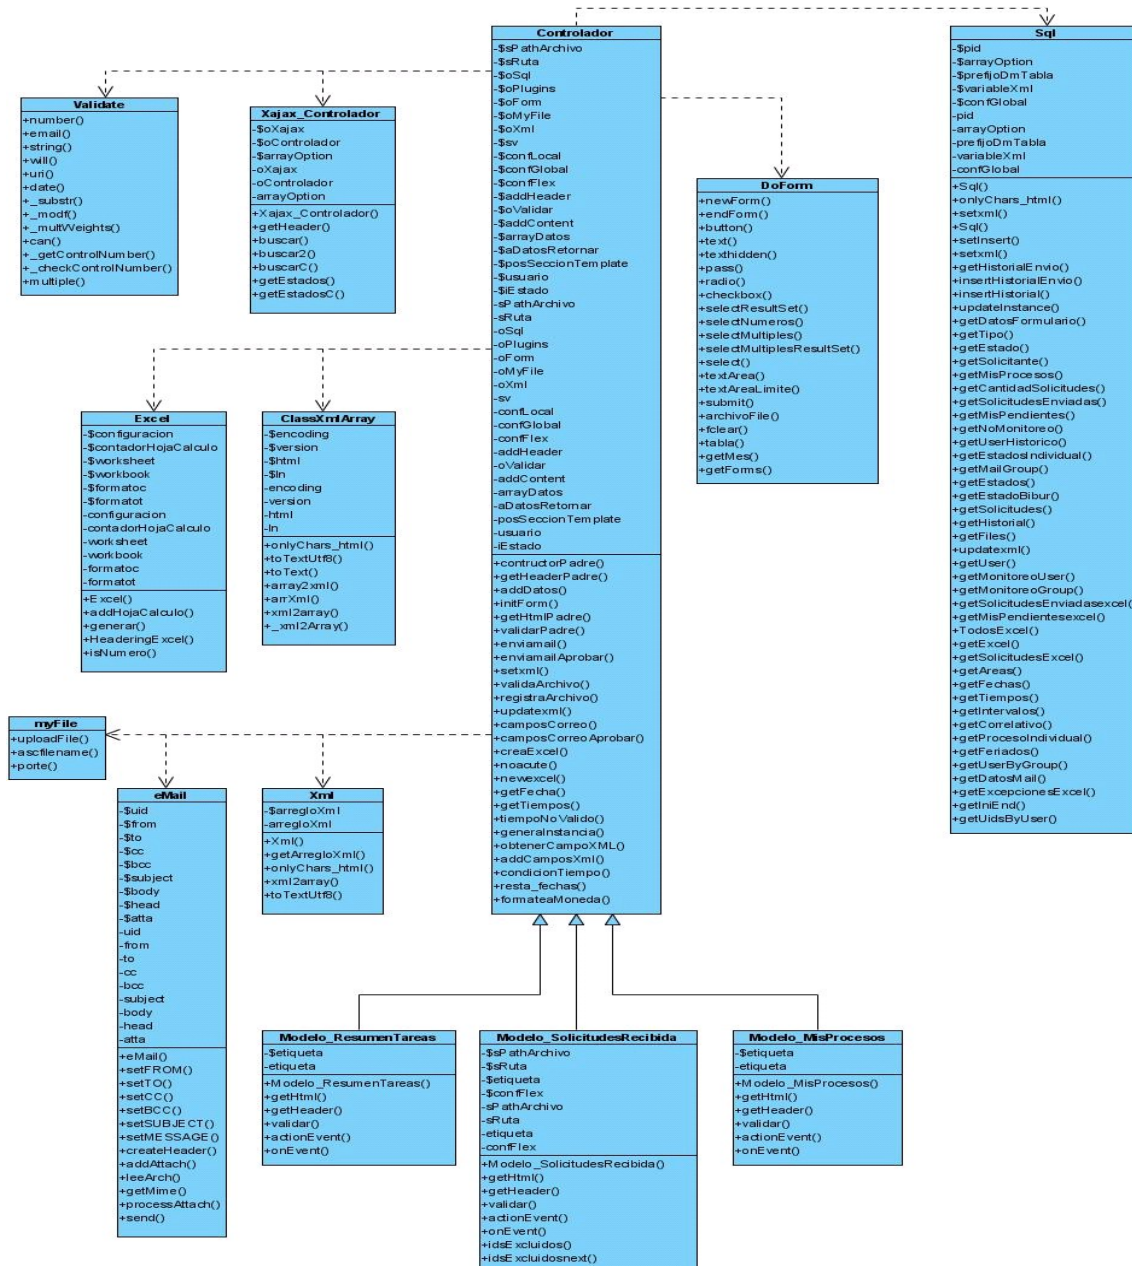 Controlador
-$sPathArchivo
-$sRuta
-$oSql
-$oPlugins
-$oForm
-$oMyFile
-$oXml
-$sv
-$confLocal
-$confGlobal
-$confFlex
-$addHeader
-$oValidar
-$addContent
-$arrayDatos
-$aDatosRetornar
-$posSeccionTemplate
-$usuario
-$iEstado
-sPathArchivo
-sRuta
-oSql
-oPlugins
-oForm
-oMyFile
-oXml
-sv
-confLocal
-confGlobal
-confFlex
-addHeader
-oValidar
-addContent
-arrayDatos
-aDatosRetornar
-posSeccionTemplate
-usuario
-iEstado
+contructorPadre()
+getHeaderPadre()
+addDatos()
+initForm()
+getHtmlPadre()
+validarPadre()
+enviamail()
+enviamailAprobar()
+setxml()
+validaArchivo()
+registraArchivo()
+updatexml()
+camposCorreo()
+camposCorreoAprobar()
+creaExcel()
+noacute()
+newexcel()
+getFecha()
+getTiempos()
+tiempoNoValido()
+generaInstancia()
+obtenerCampoXML()
+addCamposXml()
+condicionTiempo()
+resta_fechas()
+formateaMoneda()
Sql
-$pid
-$arrayOption
-$prefijoDmTabla
-$variableXml
-$confGlobal
-pid
-arrayOption
-prefijoDmTabla
-variableXml
-confGlobal
+Sql()
+onlyChars_html()
+setxml()
+Sql()
+setInsert()
+setxml()
+getHistorialEnvio()
+insertHistorialEnvio()
+insertHistorial()
+updateInstance()
+getDatosFormulario()
+getTipo()
+getEstado()
+getSolicitante()
+getMisProcesos()
+getCantidadSolicitudes()
+getSolicitudesEnviadas()
+getMisPendientes()
+getNoMonitoreo()
+getUserHistorico()
+getEstadosIndividual()
+getMailGroup()
+getEstados()
+getEstadoBibur()
+getSolicitudes()
+getHistorial()
+getFiles()
+updatexml()
+getUser()
+getMonitoreoUser()
+getMonitoreoGroup()
+getSolicitudesEnviadasexcel()
+getMisPendientesexcel()
+TodosExcel()
+getExcel()
+getSolicitudesExcel()
+getAreas()
+getFechas()
+getTiempos()
+getIntervalos()
+getCorrelativo()
+getProcesoIndividual()
+getFeriados()
+getUserByGroup()
+getDatosMail()
+getExcepcionesExcel()
+getIniEnd()
+getUidsByUser()
Validate
+number()
+email()
+string()
+will()
+uri()
+date()
+_substr()
+_modf()
+_multWeights()
+can()
+_getControlNumber()
+_checkControlNumber()
+multiple()
Xajax_Controlador
-$oXajax
-$oControlador
-$arrayOption
-oXajax
-oControlador
-arrayOption
+Xajax_Controlador()
+getHeader()
+buscar()
+buscar2()
+buscarC()
+getEstados()
+getEstadosC()
DoForm
+newForm()
+endForm()
+button()
+text()
+texthidden()
+pass()
+radio()
+checkbox()
+selectResultSet()
+selectNumeros()
+selectMultiples()
+selectMultiplesResultSet()
+select()
+textArea()
+textAreaLimite()
+submit()
+archivoFile()
+fclear()
+tabla()
+getMes()
+getForms()
Excel
-$configuracion
-$contadorHojaCalculo
-$worksheet
-$workbook
-$formatoc
-$formatot
-configuracion
-contadorHojaCalculo
-worksheet
-workbook
-formatoc
-formatot
+Excel()
+addHojaCalculo()
+generar()
+HeaderingExcel()
+isNumero()
ClassXmlArray
-$encoding
-$version
-$html
-$ln
-encoding
-version
-html
-ln
+onlyChars_html()
+toTextUtf8()
+toText()
+array2xml()
+arrXml()
+xml2array()
+_xml2Array()
myFile
+uploadFile()
+ascfilename()
+porte()
eMail
-$uid
-$from
-$to
-$cc
-$bcc
-$subject
-$body
-$head
-$atta
-uid
-from
-to
-cc
-bcc
-subject
-body
-head
-atta
+eMail()
+setFROM()
+setTO()
+setCC()
+setBCC()
+setSUBJECT()
+setMESSAGE()
+createHeader()
+addAttach()
+leeArch()
+getMime()
+processAttach()
+send()
Xml
-$arregloXml
-arregloXml
+Xml()
+getArregloXml()
+onlyChars_html()
+xml2array()
+toTextUtf8()
Modelo_ResumenTareas
-$etiqueta
-etiqueta
+Modelo_ResumenTareas()
+getHtml()
+getHeader()
+validar()
+actionEvent()
+onEvent()
Modelo_SolicitudesRecibida
-$sPathArchivo
-$sRuta
-$etiqueta
-$confFlex
-sPathArchivo
-sRuta
-etiqueta
-confFlex
+Modelo_SolicitudesRecibida()
+getHtml()
+getHeader()
+validar()
+actionEvent()
+onEvent()
+idsExcluidos()
+idsExcluidosnext()
Modelo_MisProcesos
-$etiqueta
-etiqueta
+Modelo_MisProcesos()
+getHtml()
+getHeader()
+validar()
+actionEvent()
+onEvent()